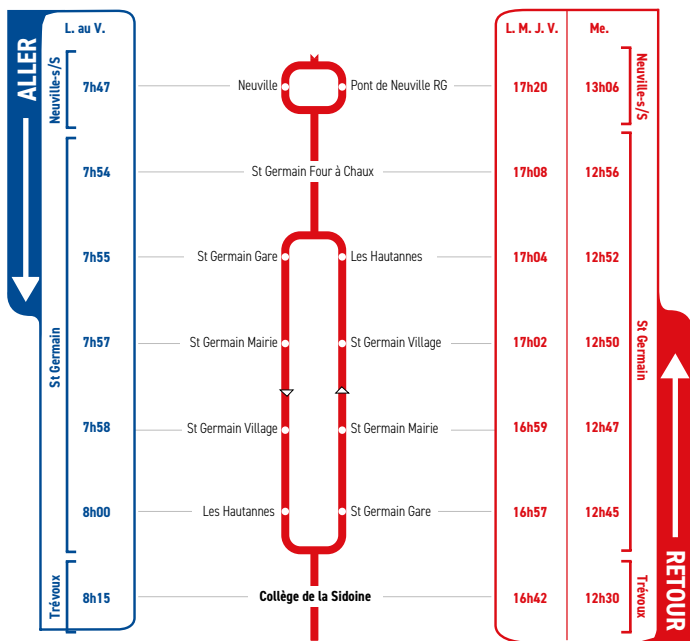 ALLER
L. au V.
L. M. J. V.
Me.
Neuville-s/S
7h47
Neuville
Pont de Neuville RG
17h20
13h06
Neuville-s/S
St Germain
7h54
St Germain Four à Chaux
17h08
12h56
St Germain
7h55
St Germain Gare
Les Hautannes
17h04
12h52
7h57
St Germain Mairie
St Germain Village
17h02
12h50
7h58
St Germain Village
St Germain Mairie
16h59
12h47
8h00
Les Hautannes
St Germain Gare
16h57
12h45
Trévoux
8h15
Collège de la Sidoine
16h42
12h30
Trévoux
RETOUR